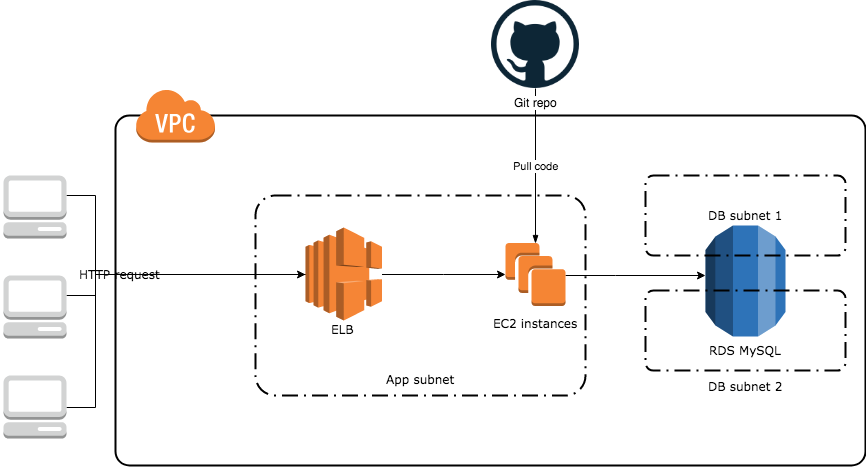 Git repo
VPC
Pull code
DB subnet 1
HTTP request
EC2 instances
ELB
RDS MySQL
App subnet
DB subnet 2